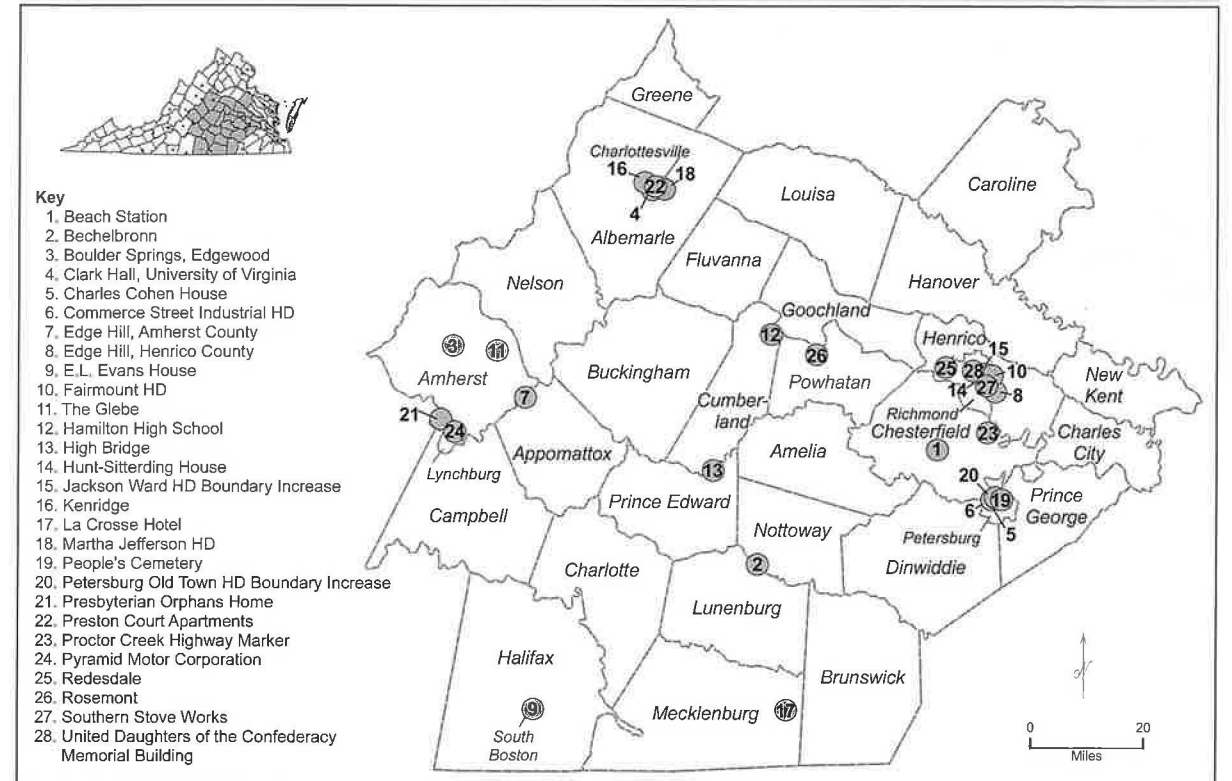 Key
1. Beach Station
2. Bechelbronn
3. Boulder Springs, Edgewood
4. Clark Hall, University of Virginia
5. Charles Cohen House
6. Commerce Street Industrial HD
7. Edge Hill, Amherst County
8. Edge Hill, Henrico County
9. E.L. Evans House
10. Fairmount HD
11. The Glebe
12. Hamilton High School
13. High Bridge
14. Hunt-Sitterding House
15. Jackson Ward HD Boundary Increase
16. Kenridge
17. La Crosse Hotel
18. Martha Jefferson HD
19. People's Cemetery
20. Petersburg Old Town HD Boundary Increase
21. Presbyterian Orphans Home
22. Preston Court Apartments
23. Proctor Creek Highway Marker
24. Pyramid Motor Corporation
25. Redesdale
26. Rosemont
27. Southern Stove Works
28. United Daughters of the Confederacy
Memorial Building
Greene
Charlottesville
16
18
22
4
Albemarle
Louisa
Caroline
Fluvanna
Nelson
Hanover
Goochland
Henrico
15
12
26
25
28
10
27
14
8
3
11
Amherst
Buckingham
Powhatan
New
Kent
7
Cumber-
land
Richmond
Chesterfield
23
Charles
City
21
24
1
Appomattox
Amelia
Lynchburg
13
20
Prince Edward
19
Prince
George
6
5
Campbell
Nottoway
Petersburg
Dinwiddie
Charlotte
2
Lunenburg
Halifax
Brunswick
9
Mecklenburg
17
South
Boston
N
0
20
Miles